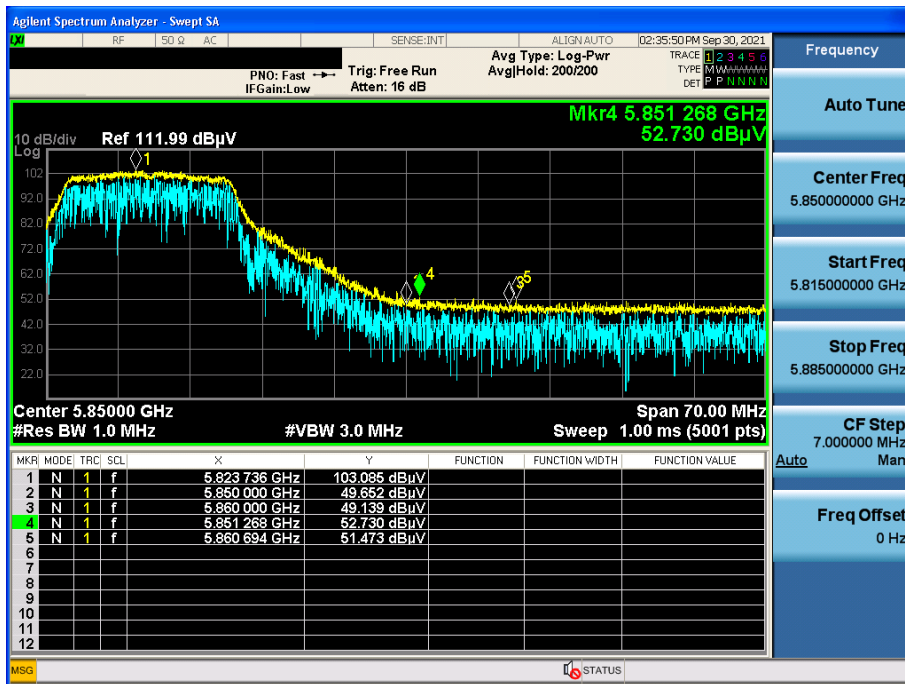 Agilent Spectrum Analyzer - Swept SA
LXI RF 50 Ω AC SENSE:INT ALIGN AUTO 02:35:50 PM Sep 30, 2021
PNO: Fast Trig: Free Run Avg Type: Log-Pwr TRACE 1 2 3 4 5 6
IFGain:Low Atten: 16 dB Avg|Hold: 200/200 TYPE MWWWWW
DET P P N N N N
Frequency
Mkr4 5.851 268 GHz
52.730 dBµV
10 dB/div Ref 111.99 dBµV
Log
102
92.0
82.0
72.0
62.0
52.0
42.0
32.0
22.0
1
4
3 5
Center 5.85000 GHz Span 70.00 MHz
#Res BW 1.0 MHz #VBW 3.0 MHz Sweep 1.00 ms (5001 pts)
MKR MODE TRC SCL X Y FUNCTION FUNCTION WIDTH FUNCTION VALUE
1 N 1 f 5.823 736 GHz 103.085 dBµV
2 N 1 f 5.850 000 GHz 49.652 dBµV
3 N 1 f 5.860 000 GHz 49.139 dBµV
4 N 1 f 5.851 268 GHz 52.730 dBµV
5 N 1 f 5.860 694 GHz 51.473 dBµV
6
7
8
9
10
11
12
MSG STATUS
Auto Tune
Center Freq
5.850000000 GHz
Start Freq
5.815000000 GHz
Stop Freq
5.885000000 GHz
CF Step
7.000000 MHz
Auto Man
Freq Offset
0 Hz